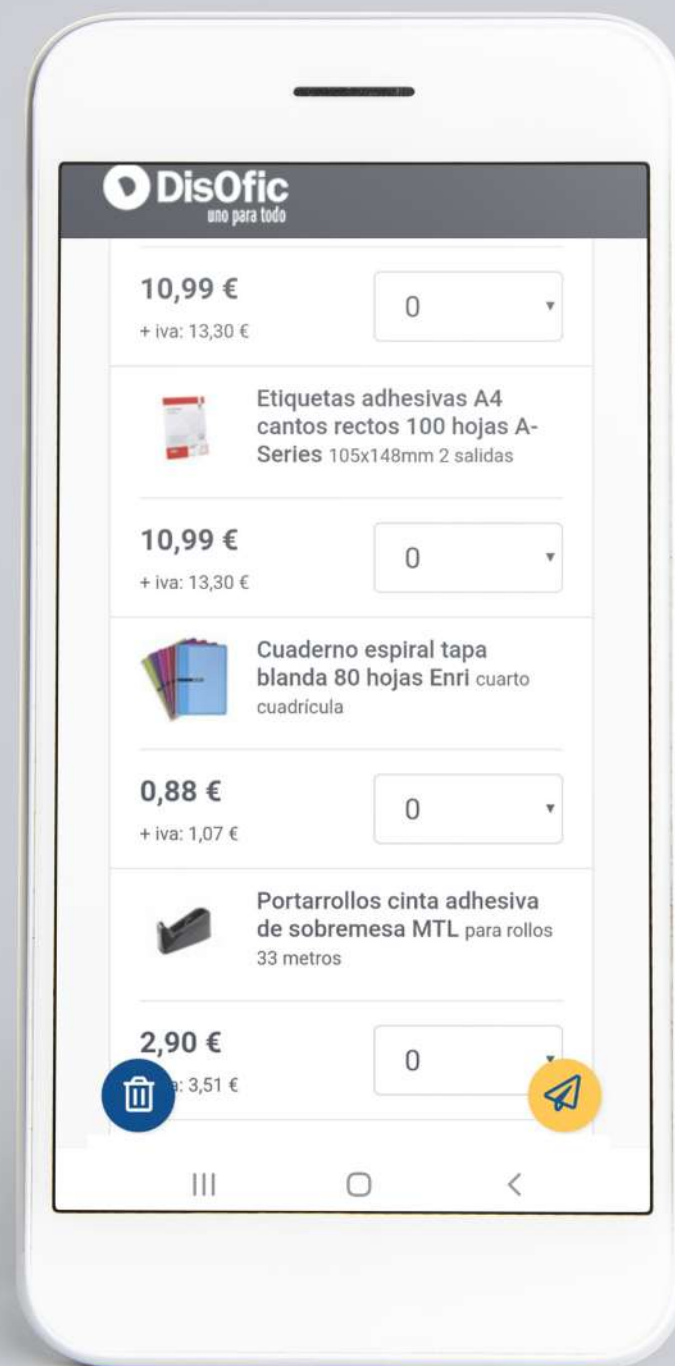 DisOfic
uno para todo
10,99 €
0
+ iva: 13,30 €
Etiquetas adhesivas A4
cantos rectos 100 hojas A-
Series 105x148mm 2 salidas
10,99 €
0
+ iva: 13,30 €
Cuaderno espiral tapa
blanda 80 hojas Enri cuarto
cuadrícula
0,88 €
0
+ iva: 1,07 €
Portarrollos cinta adhesiva
de sobremesa MTL para rollos
33 metros
2,90 €
0
a: 3,51 €